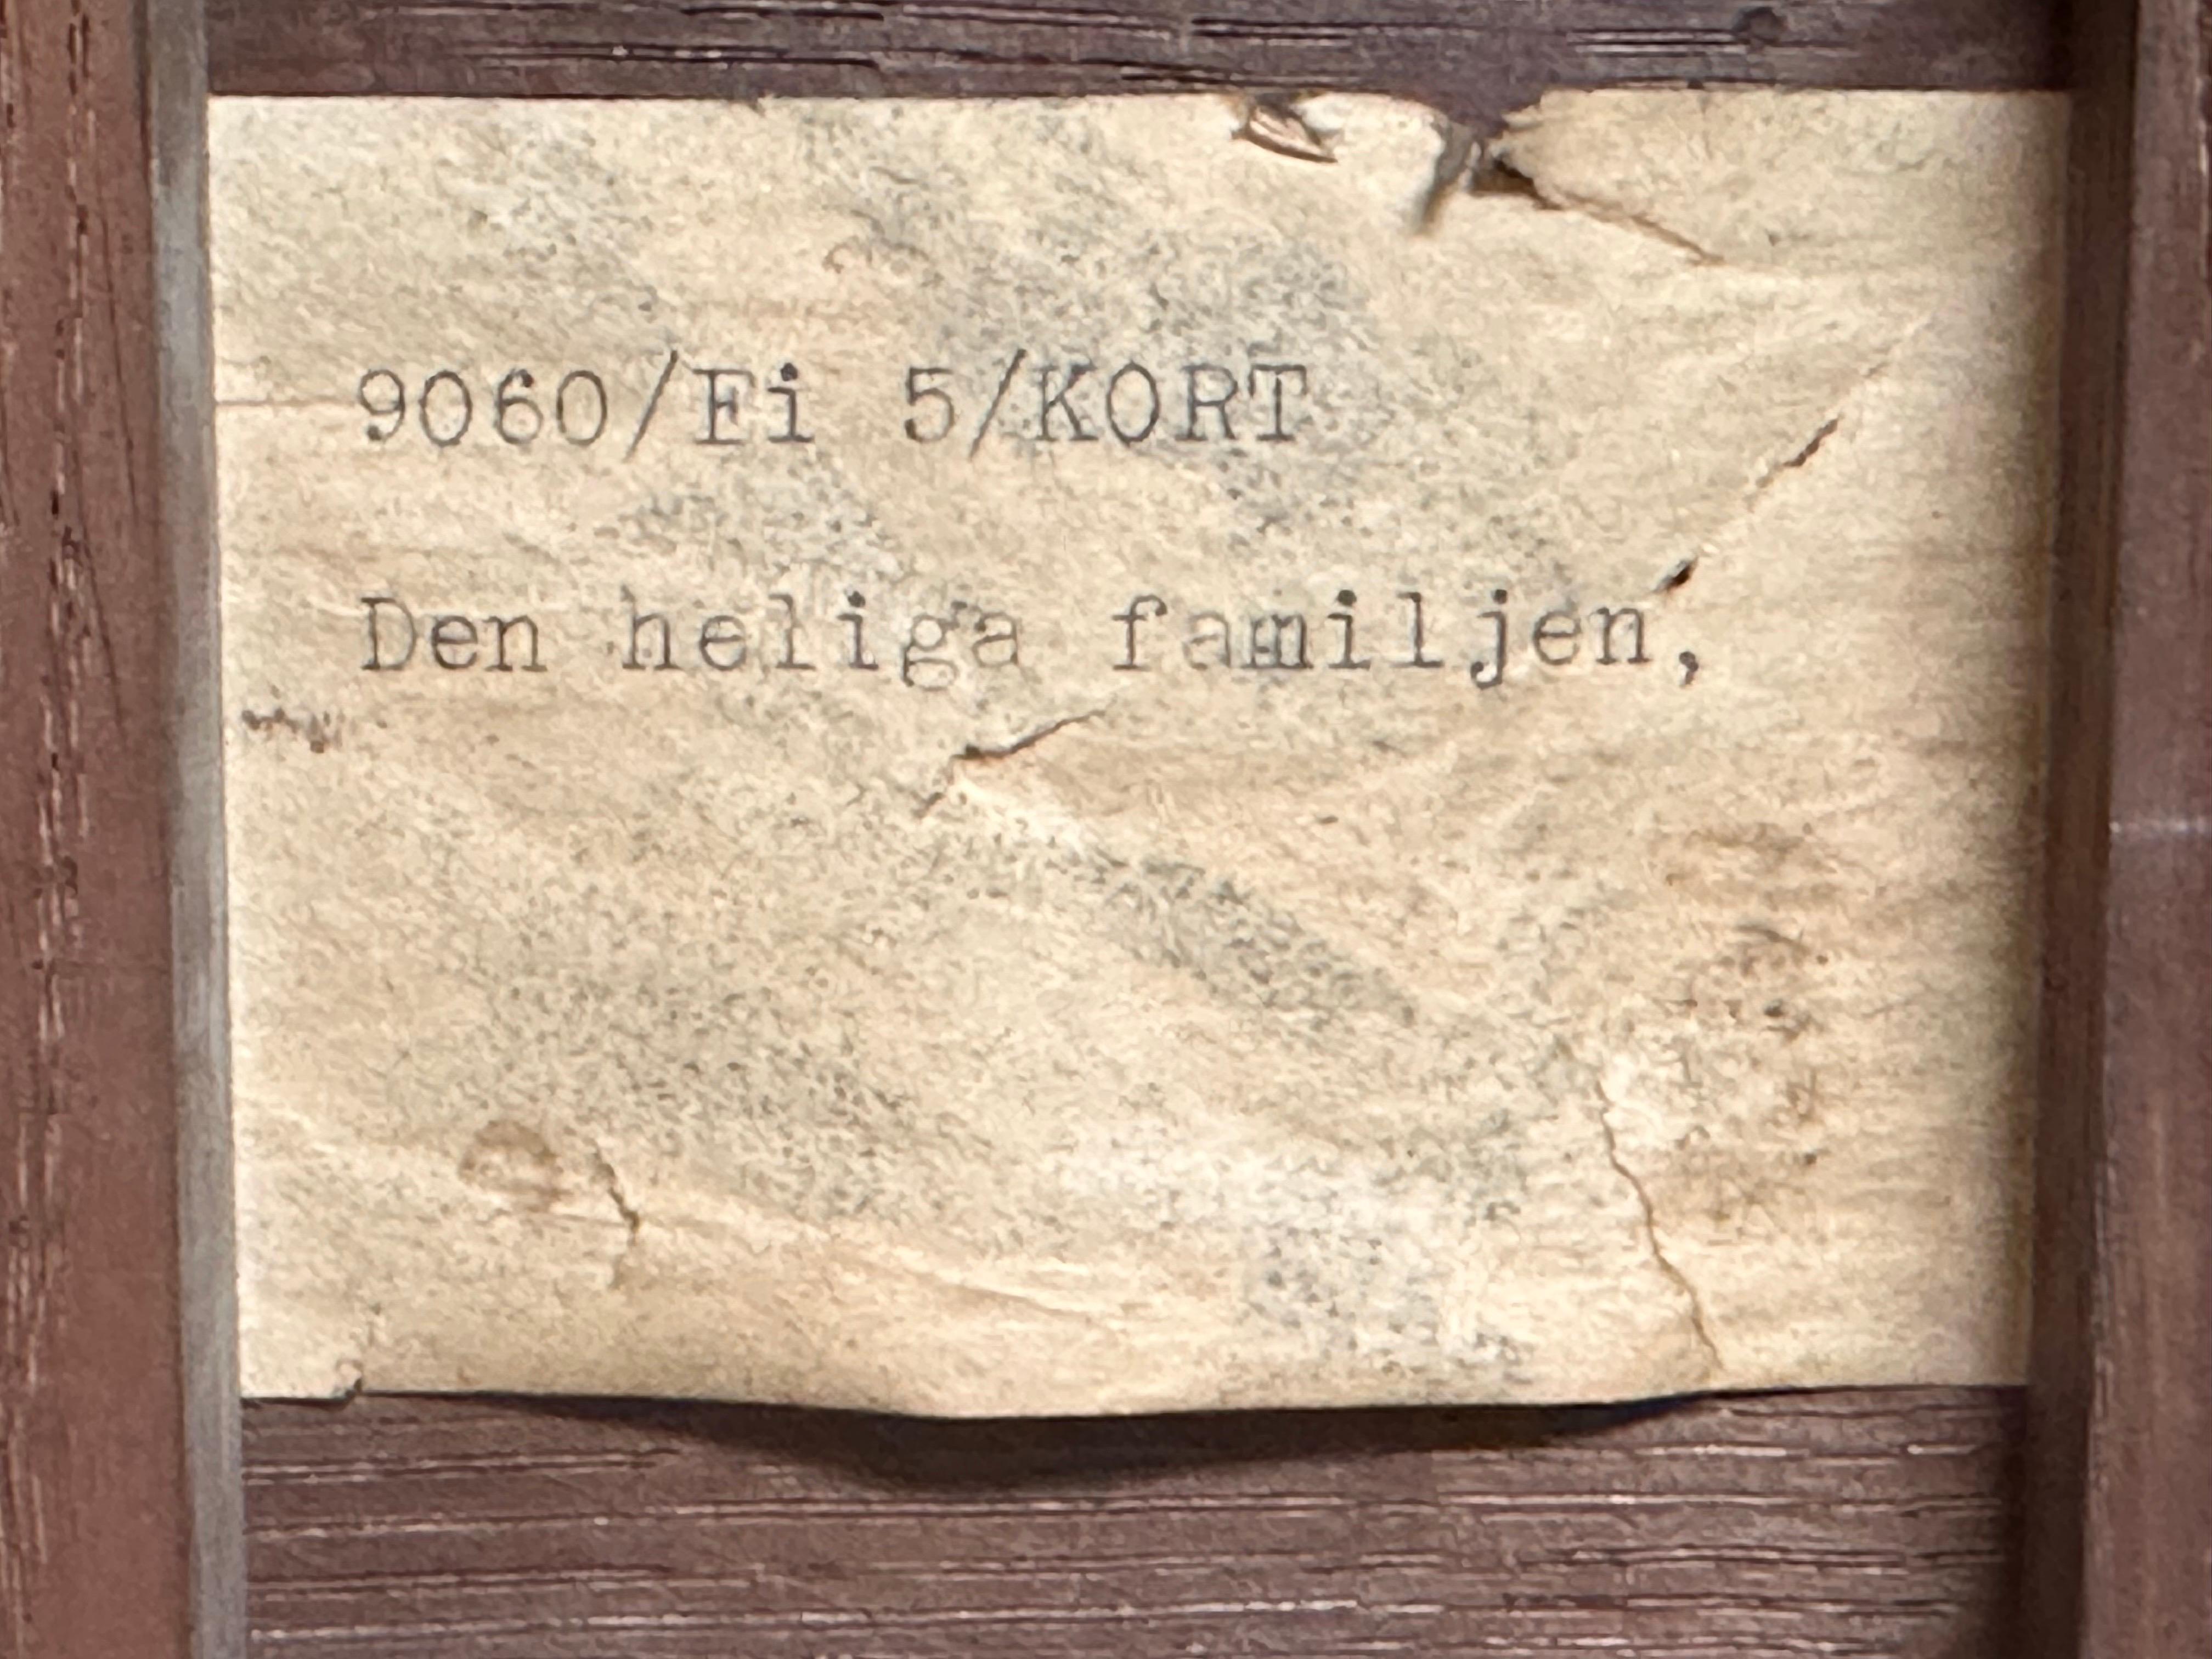 9060/Fi 5/KORT
Den heliga familjen,